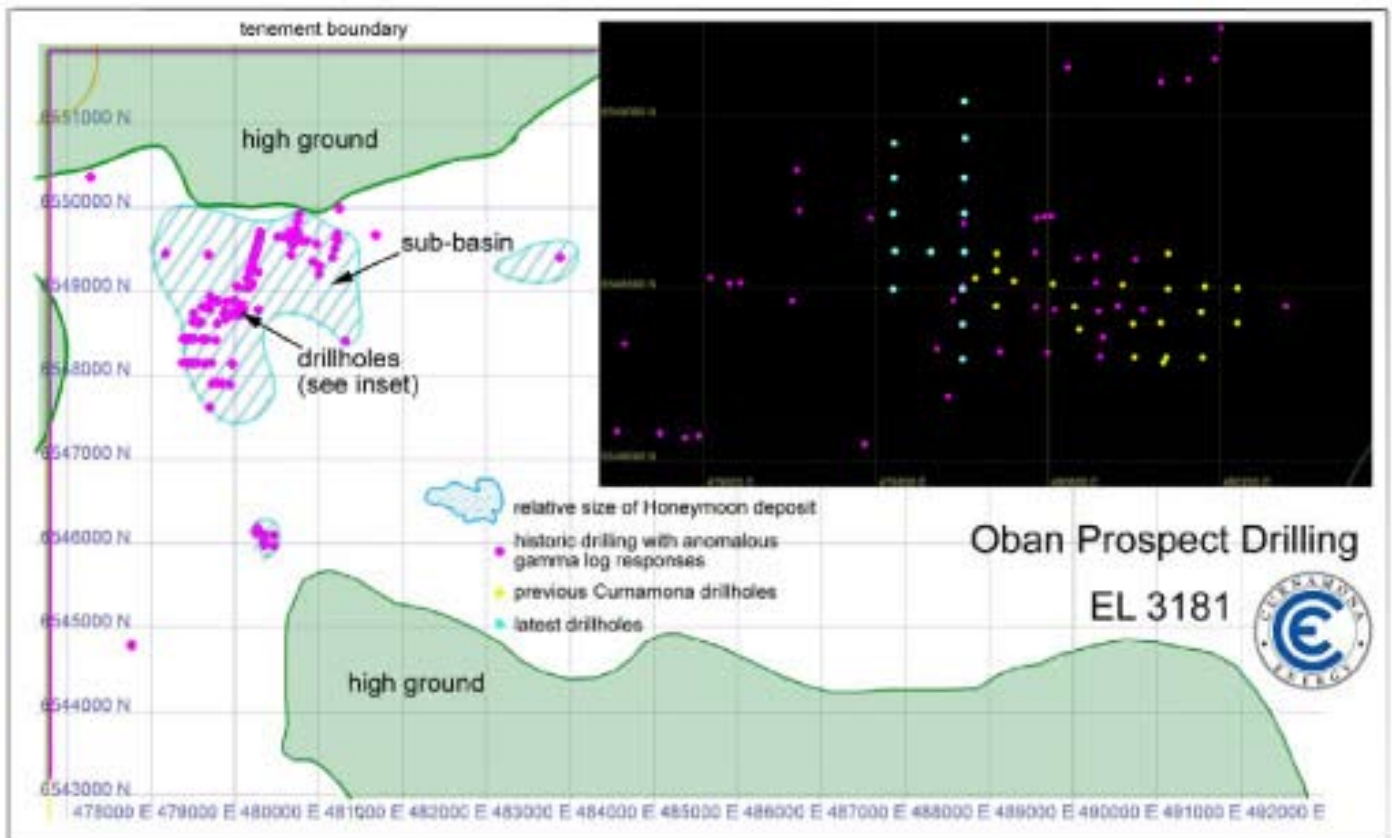 tenement boundary
high ground
6551000 N
6550000 N
6549000 N
6548000 N
6547000 N
6546000 N
6545000 N
6544000 N
6543000 N
sub-basin
drillholes
(see inset)
relative size of Honeymoon deposit
historic drilling with anomalous
gamma log responses
previous Curnamona drillholes
latest drillholes
high ground
Oban Prospect Drilling
EL 3181
CURNAMONA
ENERGY
478000 E 479000 E 480000 E 481000 E 482000 E 483000 E 484000 E 485000 E 486000 E 487000 E 488000 E 489000 E 490000 E 491000 E 492000 E